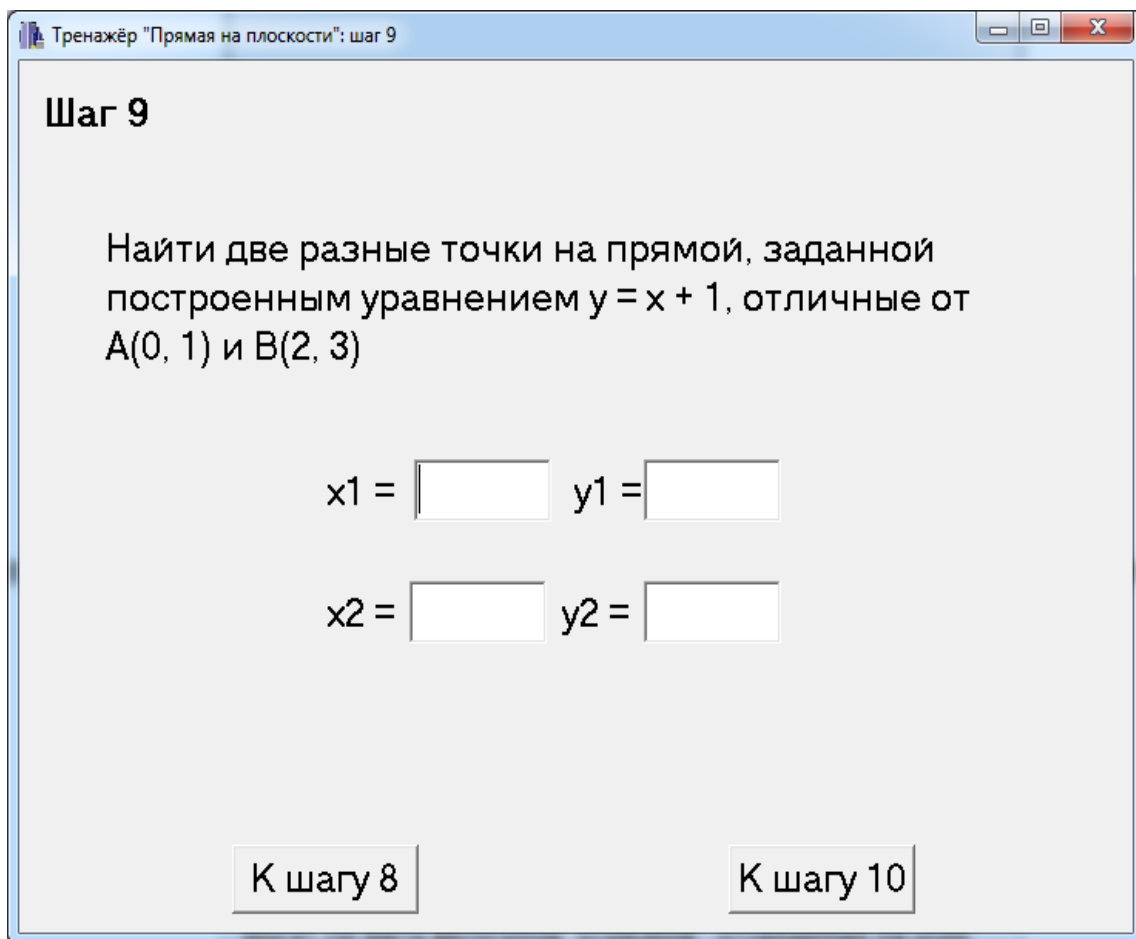 Тренажёр "Прямая на плоскости": шаг 9
Шаг 9
Найти две разные точки на прямой, заданной
построенным уравнением y = x + 1, отличные от
A(0, 1) и B(2, 3)
x1 = y1 =
x2 = y2 =
К шагу 8 К шагу 10